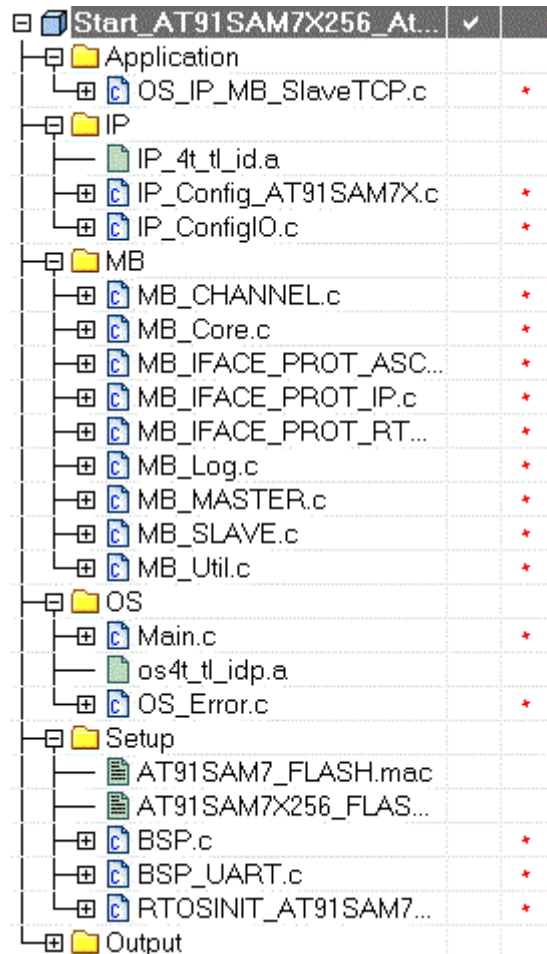 Start_AT91SAM7X256_At...
Application
OS_IP_MB_SlaveTCP.c
IP
IP_4t_tl_id.a
IP_Config_AT91SAM7X.c
IP_ConfigIO.c
MB
MB_CHANNEL.c
MB_Core.c
MB_IFACE_PROT_ASC...
MB_IFACE_PROT_IP.c
MB_IFACE_PROT_RT...
MB_Log.c
MB_MASTER.c
MB_SLAVE.c
MB_Util.c
OS
Main.c
os4t_tl_idp.a
OS_Error.c
Setup
AT91SAM7_FLASH.mac
AT91SAM7X256_FLAS...
BSP.c
BSP_UART.c
RTOSINIT_AT91SAM7...
Output